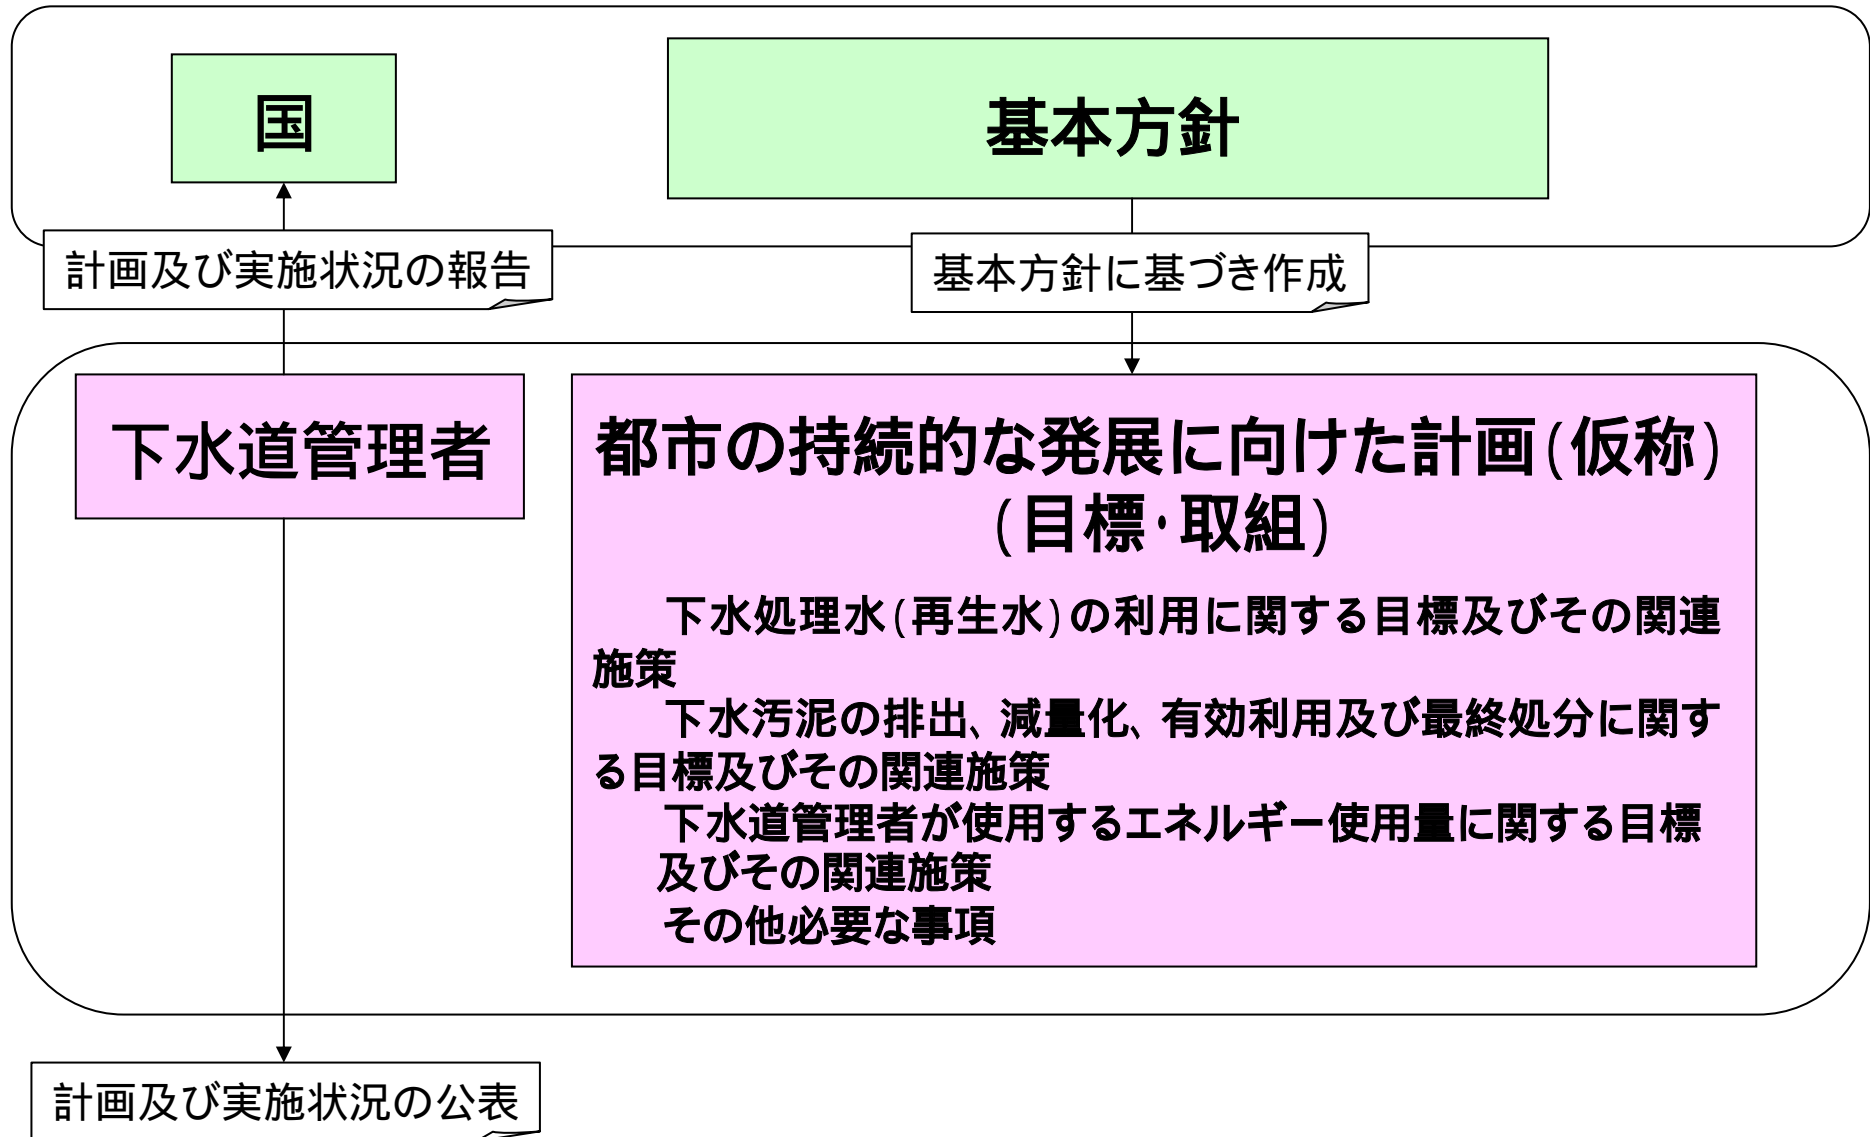 国
基本方針
計画及び実施状況の報告
基本方針に基づき作成
下水道管理者
都市の持続的な発展に向けた計画(仮称)
(目標・取組)
下水処理水(再生水)の利用に関する目標及びその関連
施策
下水汚泥の排出、減量化、有効利用及び最終処分に関す
る目標及びその関連施策
下水道管理者が使用するエネルギー使用量に関する目標
及びその関連施策
その他必要な事項
計画及び実施状況の公表